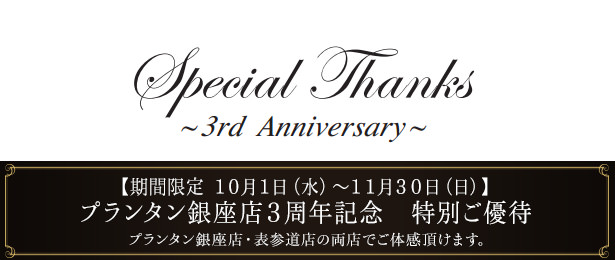 Special Thanks
~3rd Anniversary~
【期間限定 10月1日（水）～11月30日（日）】
プランタン銀座店3周年記念　特別ご優待
プランタン銀座店・表参道店の両店でご体感頂けます。